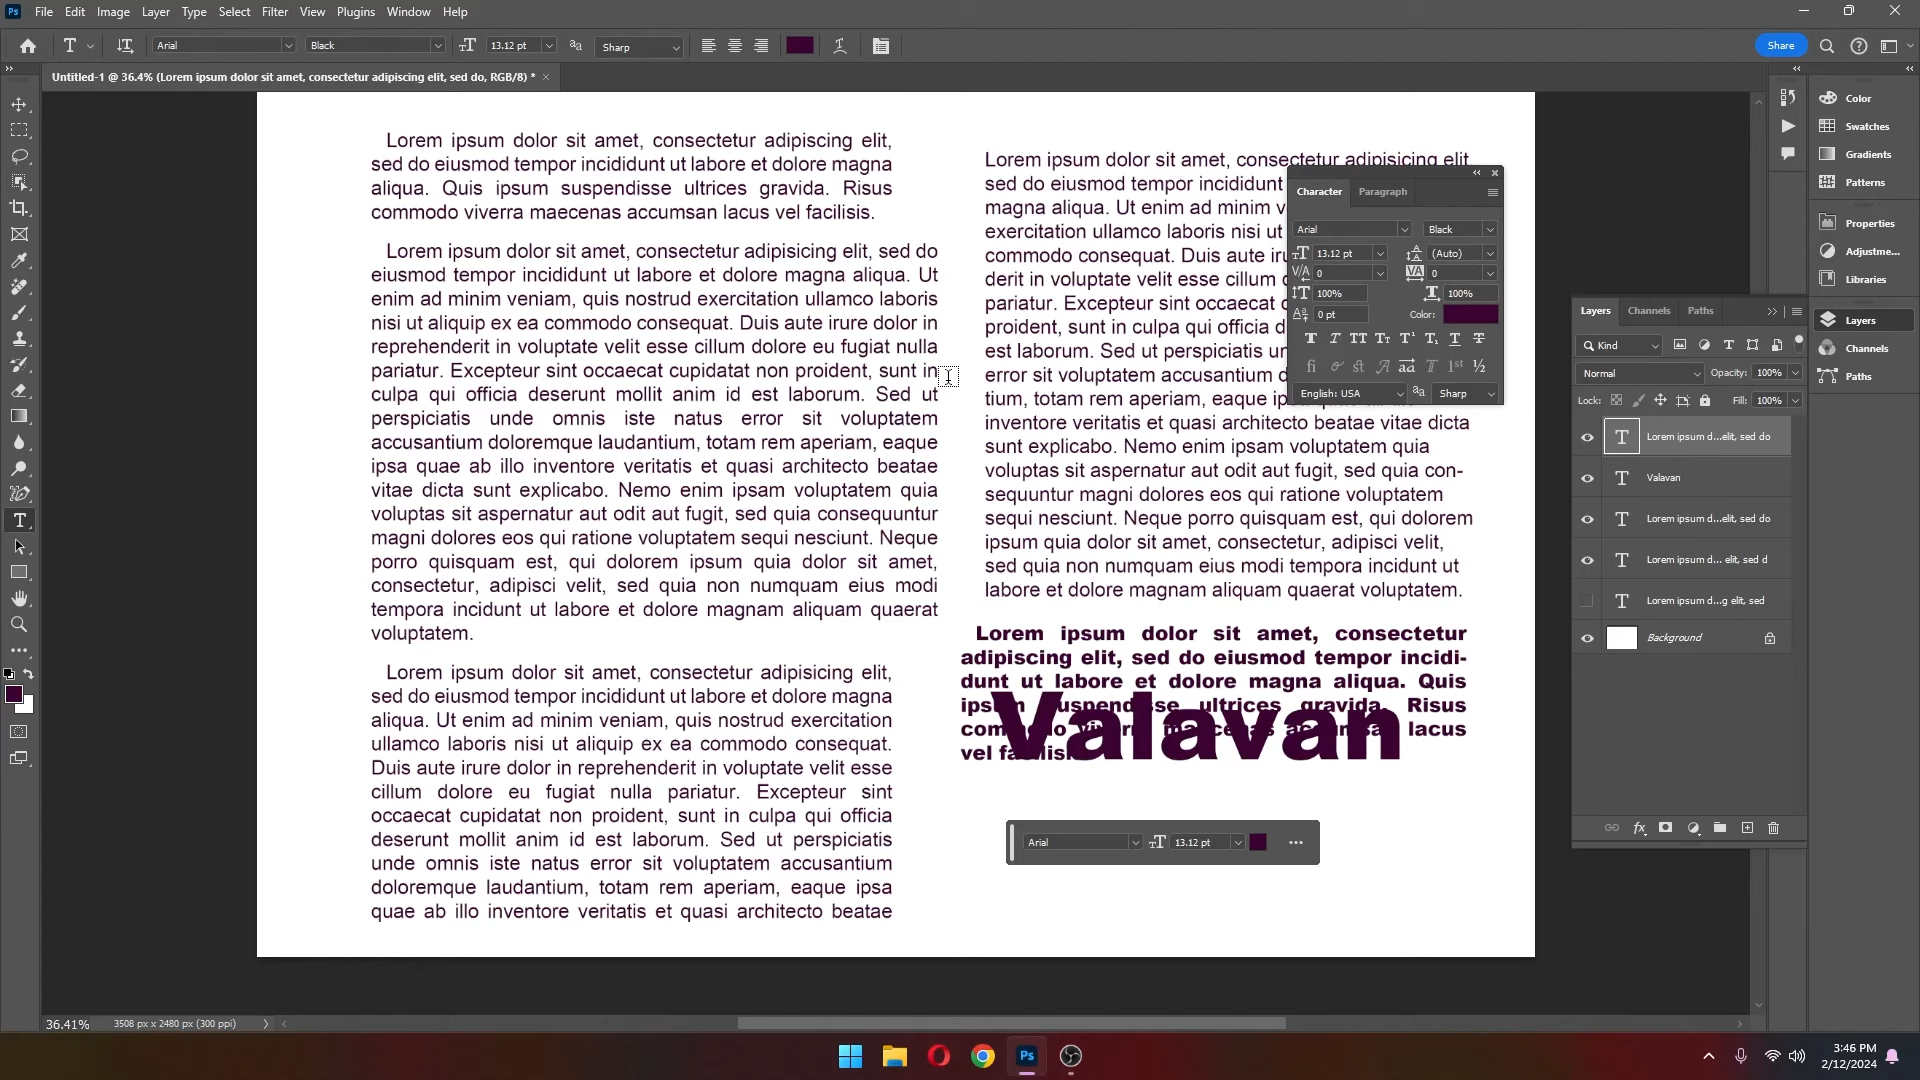 Ps File Edit Image Layer Type Select Filter View Plugins Window Help
Arial Black 13.12 pt Sharp Share
Untitled-1 @ 36.4% (Lorem ipsum dolor sit amet, consectetur adipiscing elit, sed do, RGB/8) *
Lorem ipsum dolor sit amet, consectetur adipiscing elit,
sed do eiusmod tempor incididunt ut labore et dolore magna
aliqua. Quis ipsum suspendisse ultrices gravida. Risus
commodo viverra maecenas accumsan lacus vel facilisis.
Lorem ipsum dolor sit amet, consectetur adipisicing elit, sed do
eiusmod tempor incididunt ut labore et dolore magna aliqua. Ut
enim ad minim veniam, quis nostrud exercitation ullamco laboris
nisi ut aliquip ex ea commodo consequat. Duis aute irure dolor in
reprehenderit in voluptate velit esse cillum dolore eu fugiat nulla
pariatur. Excepteur sint occaecat cupidatat non proident, sunt in
culpa qui officia deserunt mollit anim id est laborum. Sed ut
perspiciatis unde omnis iste natus error sit voluptatem
accusantium doloremque laudantium, totam rem aperiam, eaque
ipsa quae ab illo inventore veritatis et quasi architecto beatae
vitae dicta sunt explicabo. Nemo enim ipsam voluptatem quia
voluptas sit aspernatur aut odit aut fugit, sed quia consequuntur
magni dolores eos qui ratione voluptatem sequi nesciunt. Neque
porro quisquam est, qui dolorem ipsum quia dolor sit amet,
consectetur, adipisci velit, sed quia non numquam eius modi
tempora incidunt ut labore et dolore magnam aliquam quaerat
voluptatem.
Lorem ipsum dolor sit amet, consectetur adipisicing elit,
sed do eiusmod tempor incididunt ut labore et dolore magna
aliqua. Ut enim ad minim veniam, quis nostrud exercitation
ullamco laboris nisi ut aliquip ex ea commodo consequat.
Duis aute irure dolor in reprehenderit in voluptate velit esse
cillum dolore eu fugiat nulla pariatur. Excepteur sint
occaecat cupidatat non proident, sunt in culpa qui officia
deserunt mollit anim id est laborum. Sed ut perspiciatis
unde omnis iste natus error sit voluptatem accusantium
doloremque laudantium, totam rem aperiam, eaque ipsa
quae ab illo inventore veritatis et quasi architecto beatae
Lorem ipsum dolor sit amet, consectetur adipisicing elit
sed do eiusmod tempor incididunt
magna aliqua. Ut enim ad minim v
exercitation ullamco laboris nisi ut
commodo consequat. Duis aute iru
derit in voluptate velit esse cillum d
pariatur. Excepteur sint occaecat c
proident, sunt in culpa qui officia d
est laborum. Sed ut perspiciatis un
error sit voluptatem accusantium d
tium, totam rem aperiam, eaque ip
inventore veritatis et quasi architecto beatae vitae dicta
sunt explicabo. Nemo enim ipsam voluptatem quia
voluptas sit aspernatur aut odit aut fugit, sed quia con-
sequuntur magni dolores eos qui ratione voluptatem
sequi nesciunt. Neque porro quisquam est, qui dolorem
ipsum quia dolor sit amet, consectetur, adipisci velit,
sed quia non numquam eius modi tempora incidunt ut
labore et dolore magnam aliquam quaerat voluptatem.
Lorem ipsum dolor sit amet, consectetur
adipiscing elit, sed do eiusmod tempor incidi-
dunt ut labore et dolore magna aliqua. Quis
ipsum suspendisse ultrices gravida. Risus
commodo viverra maecenas accumsan lacus
vel facilisis.
Valavan
Arial 13.12 pt
Character Paragraph
Arial Black
13.12 pt (Auto)
0 0
100% 100%
0 pt Color:
English: USA Sharp
Color
Swatches
Gradients
Patterns
Properties
Adjustme...
Libraries
Layers
Channels
Paths
Layers Channels Paths
Kind
Normal Opacity: 100%
Lock: Fill: 100%
Lorem ipsum d...elit, sed do
Valavan
Lorem ipsum d...elit, sed do
Lorem ipsum d... elit, sed d
Lorem ipsum d...g elit, sed
Background
36.41% 3508 px x 2480 px (300 ppi)
Ps
3:46 PM
2/12/2024